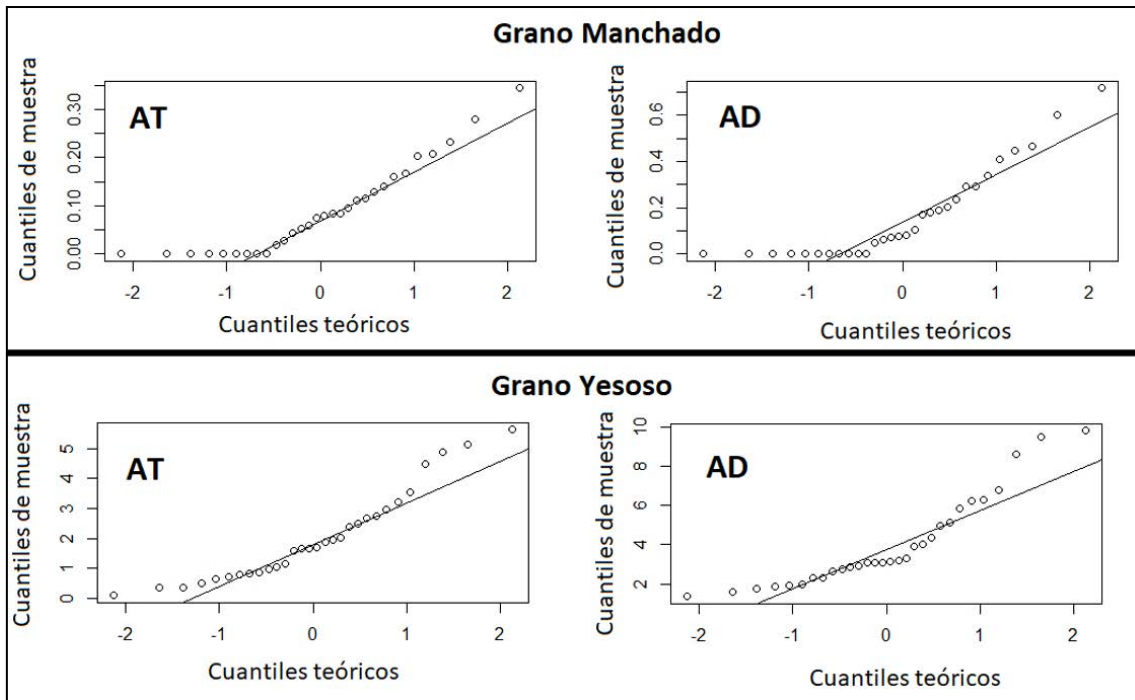 Grano Manchado
AT
Cuantiles de muestra
0.00 0.10 0.20 0.30
-2 -1 0 1 2
Cuantiles teóricos
AD
Cuantiles de muestra
0.0 0.2 0.4 0.6
-2 -1 0 1 2
Cuantiles teóricos
Grano Yesoso
AT
Cuantiles de muestra
0 1 2 3 4 5
-2 -1 0 1 2
Cuantiles teóricos
AD
Cuantiles de muestra
2 4 6 8 10
-2 -1 0 1 2
Cuantiles teóricos